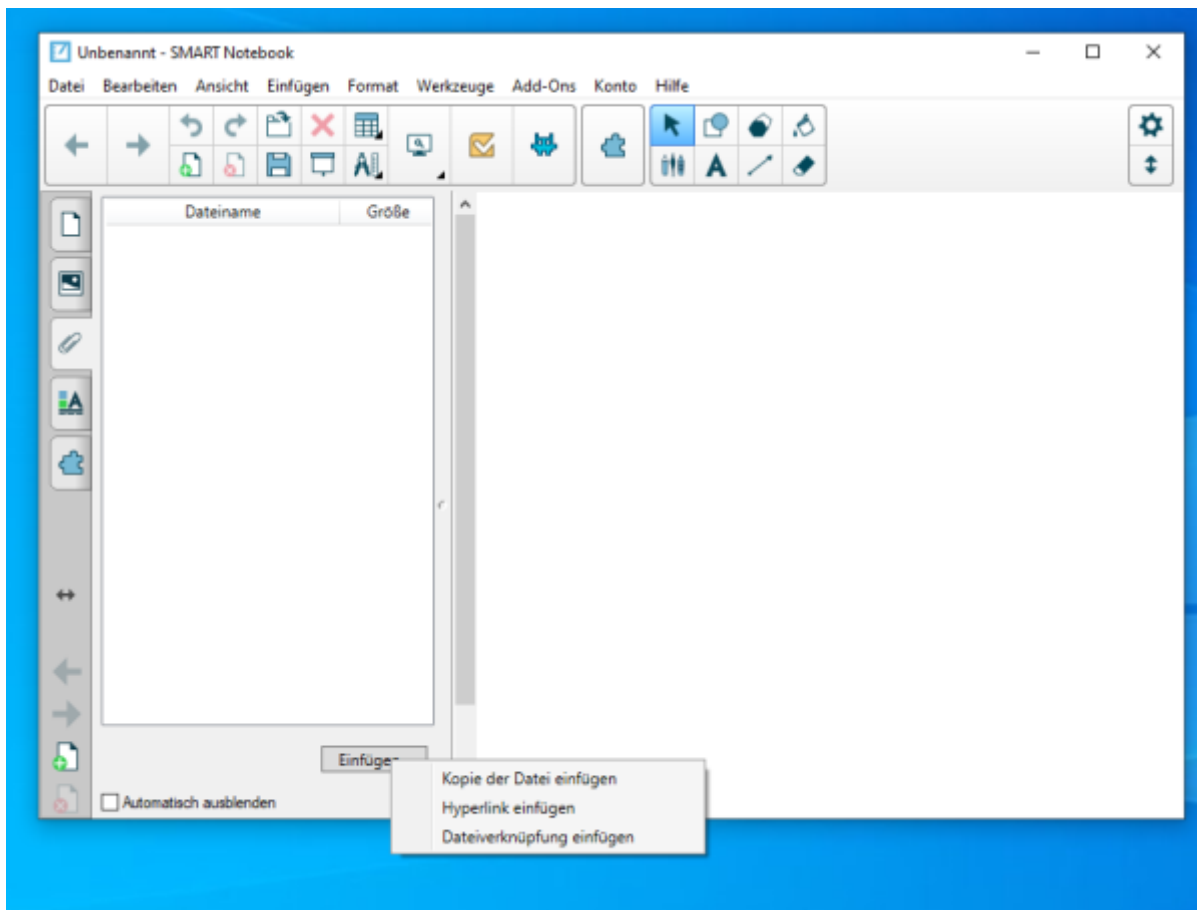 Unbenannt - SMART Notebook
Datei Bearbeiten Ansicht Einfügen Format Werkzeuge Add-Ons Konto Hilfe
Dateiname Größe
Einfügen
Kopie der Datei einfügen
Hyperlink einfügen
Automatisch ausblenden
Dateiverknüpfung einfügen